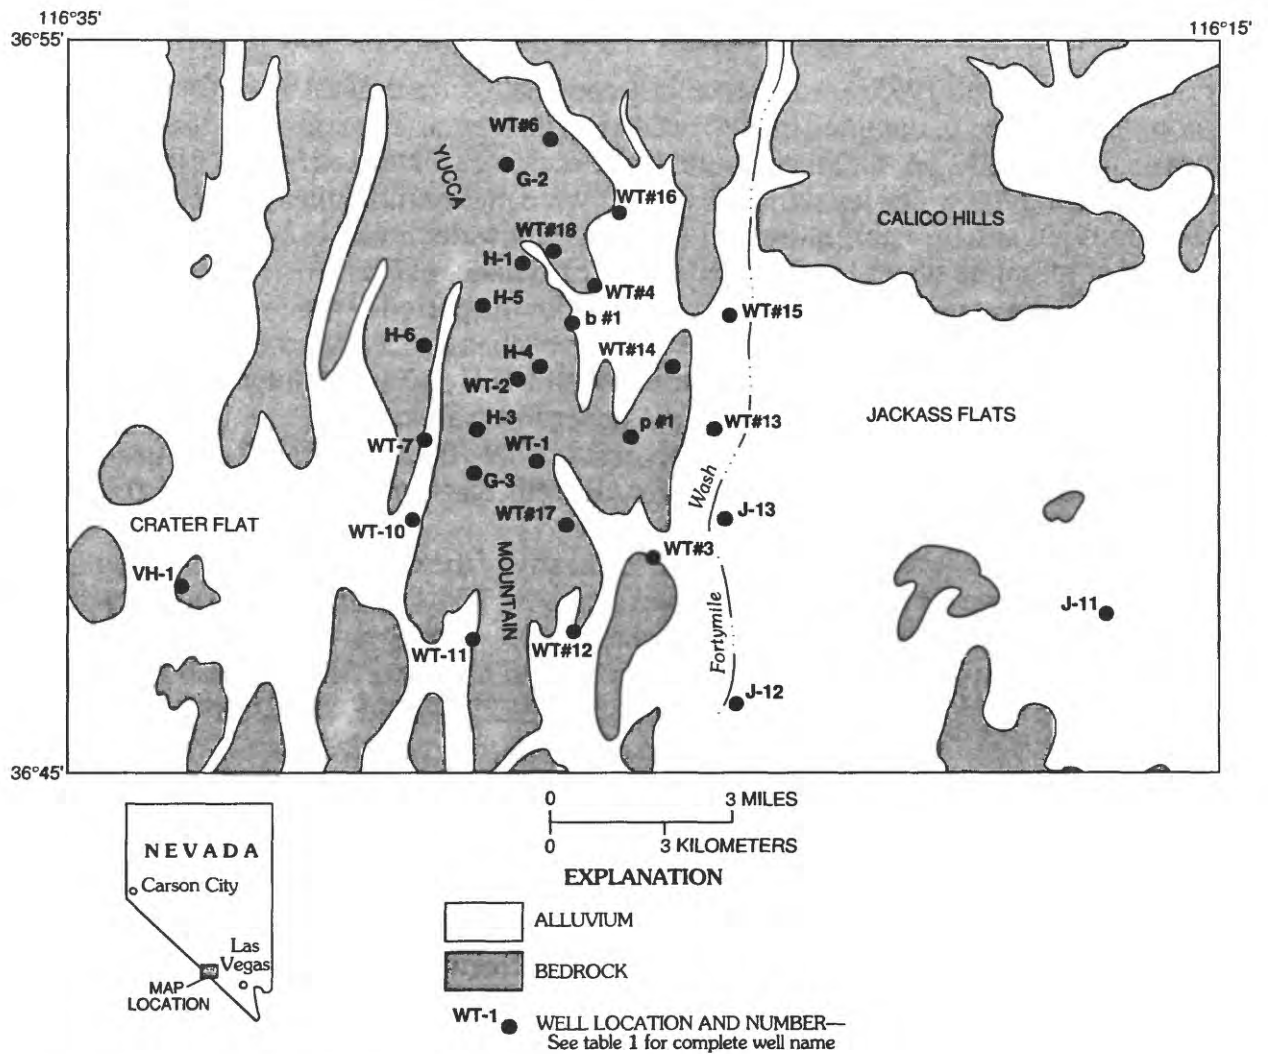 116°35'
116°15'
36°55'
WT#6
YUCCA
G-2
WT#16
CALICO HILLS
WT#18
H-1
WT#4
H-5
b #1
WT#15
H-6
H-4
WT#14
WT-2
H-3
p #1
WT#13
JACKASS FLATS
WT-7
WT-1
G-3
Wash
CRATER FLAT
WT-10
WT#17
J-13
MOUNTAIN
WT#3
VH-1
Fortymile
J-11
WT-11
WT#12
J-12
36°45'
0 3 MILES
0 3 KILOMETERS
NEVADA
Carson City
Las
Vegas
MAP
LOCATION
EXPLANATION
ALLUVIUM
BEDROCK
WT-1 WELL LOCATION AND NUMBER—
See table 1 for complete well name